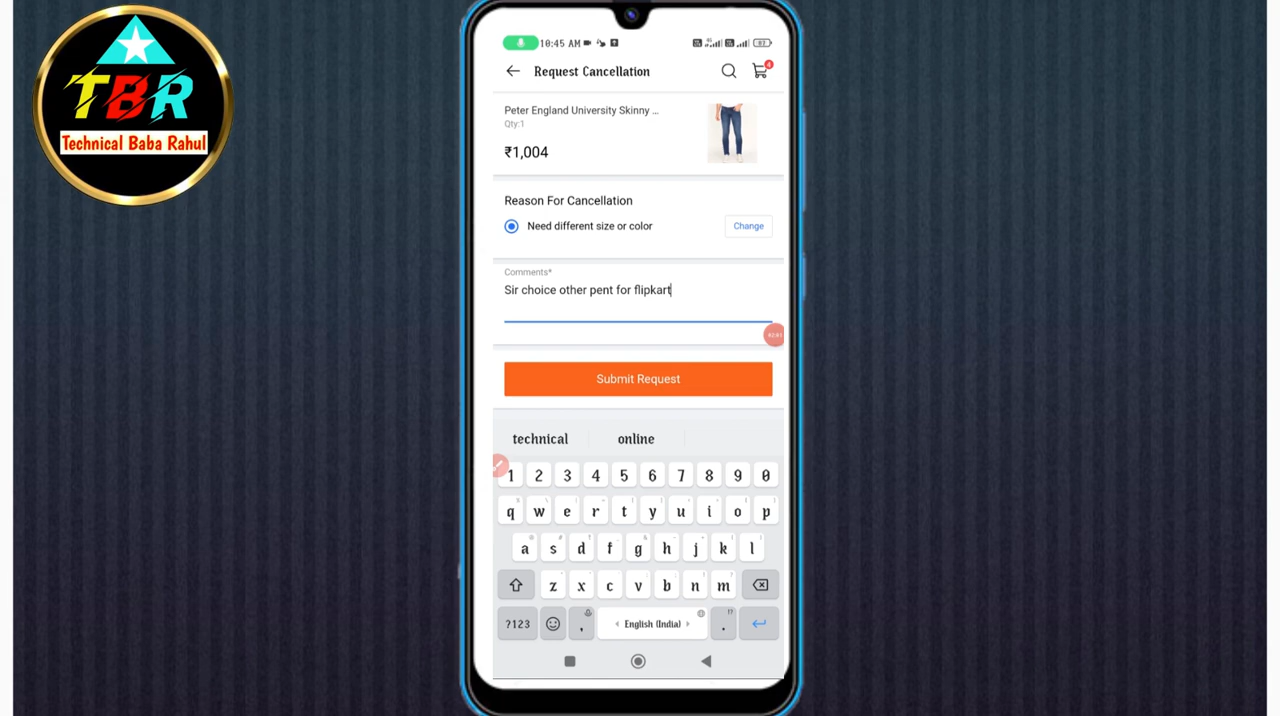 TBR
Technical Baba Rahul
10:45 AM
Request Cancellation
4
Peter England University Skinny ...
Qty:1
₹1,004
Reason For Cancellation
Need different size or color
Change
Comments*
Sir choice other pent for flipkart
Submit Request
technical online
1 2 3 4 5 6 7 8 9 0
q w e r t y u i o p
a s d f g h j k l
z x c v b n m
?123 , English (India) .